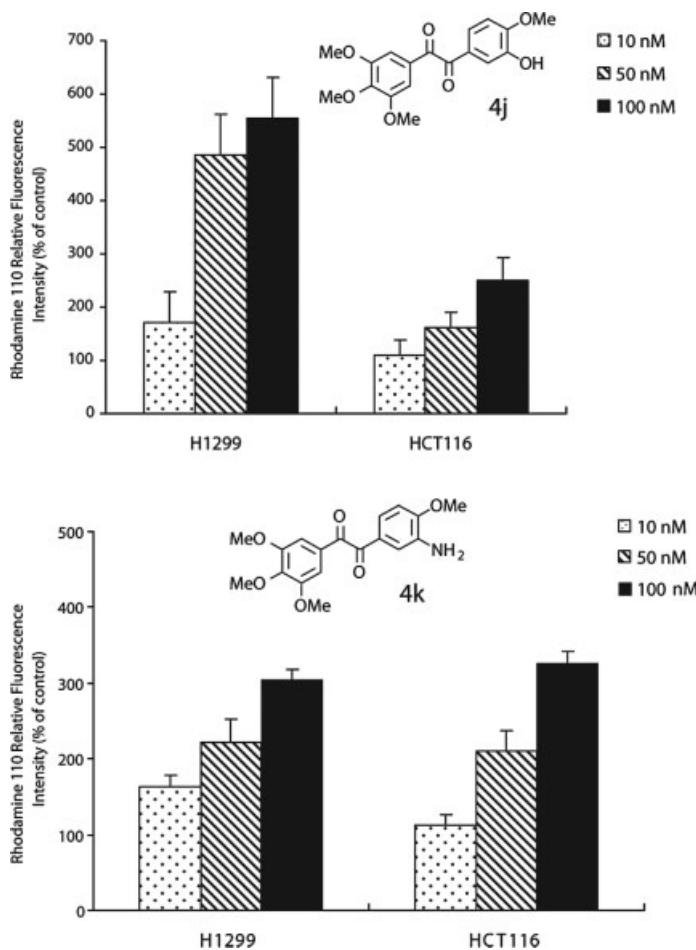 Rhodamine 110 Relative Fluorescence
Intensity (% of control)
700
600
500
400
300
200
100
0
H1299
HCT116
MeO
MeO
OMe
O
O
OMe
OH
4j
10 nM
50 nM
100 nM
Rhodamine 110 Relative Fluorescence
Intensity (% of control)
500
400
300
200
100
0
H1299
HCT116
MeO
MeO
OMe
O
O
OMe
NH2
4k
10 nM
50 nM
100 nM